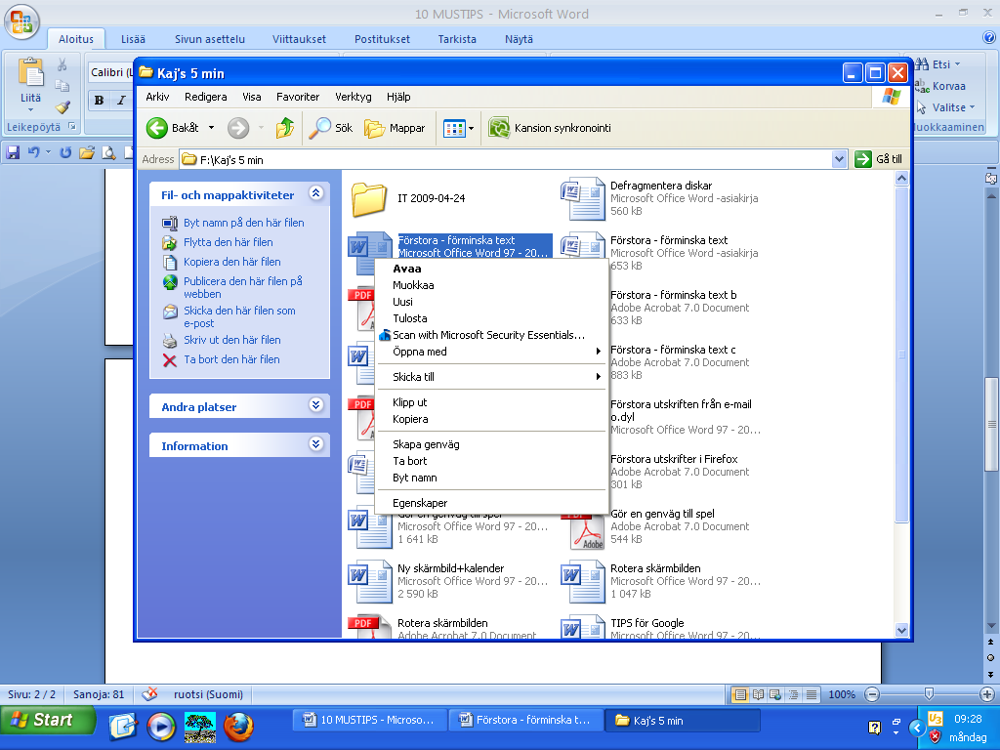 10 MUSTIPS - Microsoft Word
Aloitus Lisää Sivun asettelu Viittaukset Postitukset Tarkista Näytä
Liitä
Leikepöytä
Calibri (L
B I
Etsi
Korvaa
Valitse
luokkaaminen
Kaj's 5 min
Arkiv Redigera Visa Favoriter Verktyg Hjälp
Bakåt Sök Mappar Kansion synkronointi
Adress F:\Kaj's 5 min Gå till
Fil- och mappaktiviteter
Byt namn på den här filen
Flytta den här filen
Kopiera den här filen
Publicera den här filen på
webben
Skicka den här filen som
e-post
Skriv ut den här filen
Ta bort den här filen
Andra platser
Information
IT 2009-04-24
Förstora - förminska text
Microsoft Office Word 97 - 20...
Avaa
Muokkaa
Uusi
Tulosta
Scan with Microsoft Security Essentials...
Öppna med
Skicka till
Klipp ut
Kopiera
Skapa genväg
Ta bort
Byt namn
Egenskaper
PDF
PDF
Gör en genväg till spel
Microsoft Office Word 97 - 20...
1 641 kB
Ny skärmbild+kalender
Microsoft Office Word 97 - 20...
2 590 kB
PDF
Rotera skärmbilden
Adobe Acrobat 7.0 Document
Defragmentera diskar
Microsoft Office Word -asiakirja
560 kB
Förstora - förminska text
Microsoft Office Word -asiakirja
653 kB
Förstora - förminska text b
Adobe Acrobat 7.0 Document
633 kB
Förstora - förminska text c
Adobe Acrobat 7.0 Document
883 kB
Förstora utskriften från e-mail
o.dyl
Microsoft Office Word 97 - 20...
Förstora utskrifter i Firefox
Adobe Acrobat 7.0 Document
301 kB
Gör en genväg till spel
Adobe Acrobat 7.0 Document
544 kB
Adobe
Rotera skärmbilden
Microsoft Office Word 97 - 20...
1 047 kB
TIPS för Google
Microsoft Office Word 97 - 20...
Sivu: 2 / 2 Sanoja: 81 ruotsi (Suomi) 100%
Start 10 MUSTIPS - Microso... Förstora - förminska t... Kaj's 5 min
U3 09:28
måndag